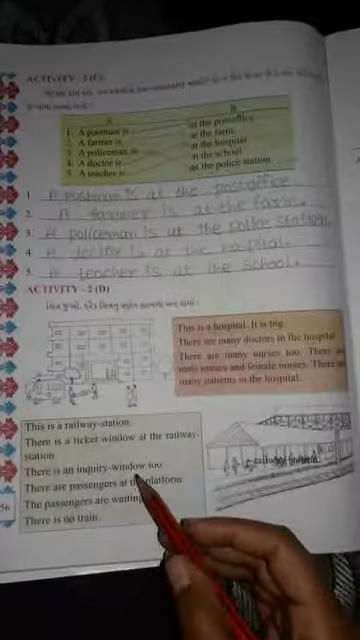 ACTIVITY - 2 (C)
A B
1. A postman is at the postoffice.
2. A farmer is at the farm.
3. A policeman is at the hospital.
4. A doctor is at the school.
5. A teacher is at the police station.
1 A postman is at the postoffice.
2. A farmer is at the farm.
3. A policeman is at the police station.
4. A doctor is at the hospital.
5. A teacher is at the school.
ACTIVITY - 2 (D)
This is a hospital. It is big.
There are many doctors in the hospital.
There are many nurses too. There are
male nurses and female nurses. There are
many patients in the hospital.
This is a railway-station.
There is a ticket window at the railway-
station.
There is an inquiry-window too.
There are passengers at the platform.
The passengers are waiting
There is no train.
56